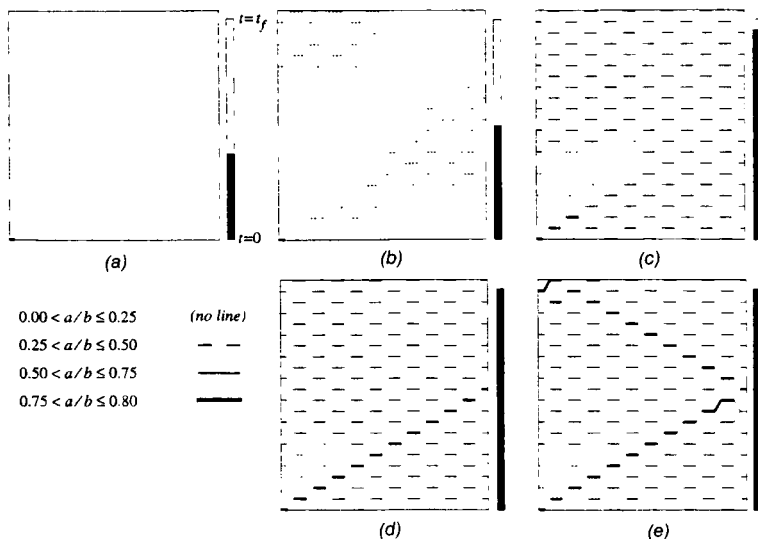 t=t_f
t=0
(a)
(b)
(c)
0.00 < a/b ≤ 0.25 (no line)
0.25 < a/b ≤ 0.50
0.50 < a/b ≤ 0.75
0.75 < a/b ≤ 0.80
(d)
(e)